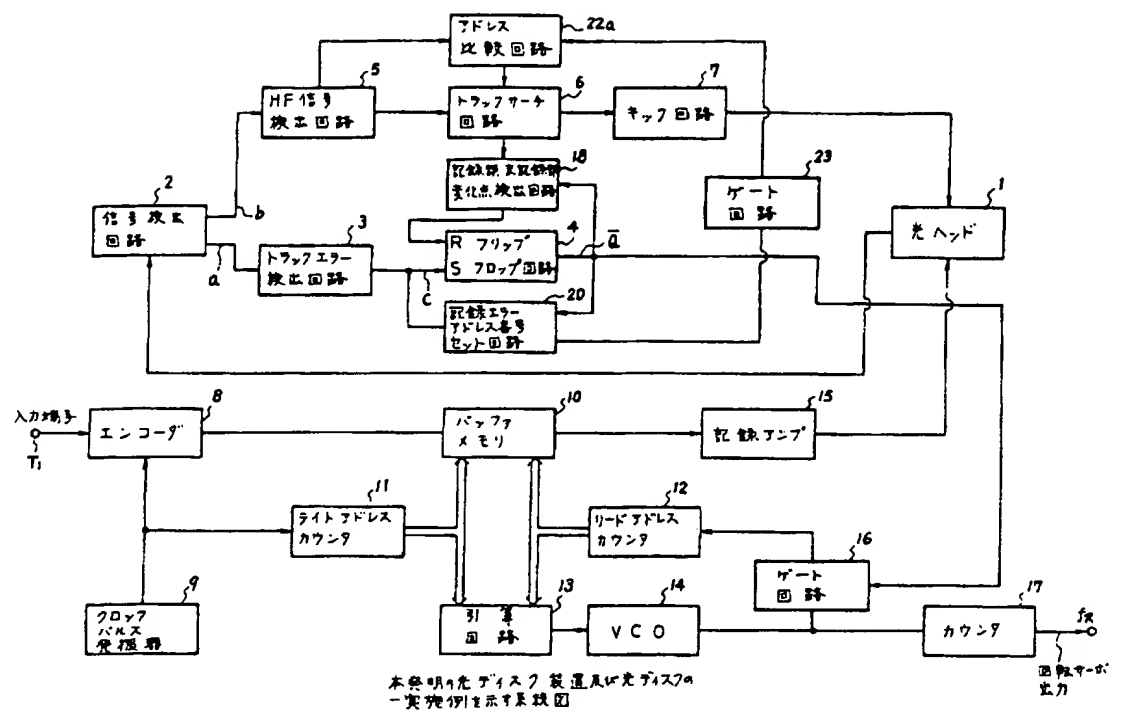 アドレス
比較回路
22a
HF信号
検出回路
5
トラックサーチ
回路
6
キック回路
7
記録部未記録部
変化点検出回路
18
ゲート
回路
23
光ヘッド
1
信号検出
回路
2
b
a
トラックエラー
検出回路
3
R フリップ
S フロップ回路
4
a̅
c
記録エラー
アドレス番号
セット回路
20
入力端子
T1
エンコーダ
8
バッファ
メモリ
10
記録アンプ
15
ライトアドレス
カウンタ
11
リードアドレス
カウンタ
12
ゲート
回路
16
クロック
パルス
発振器
9
引算
回路
13
VCO
14
カウンタ
17
fR
回転サーボ
出力
本発明の光ディスク装置及び光ディスクの
一実施例を示す系統図